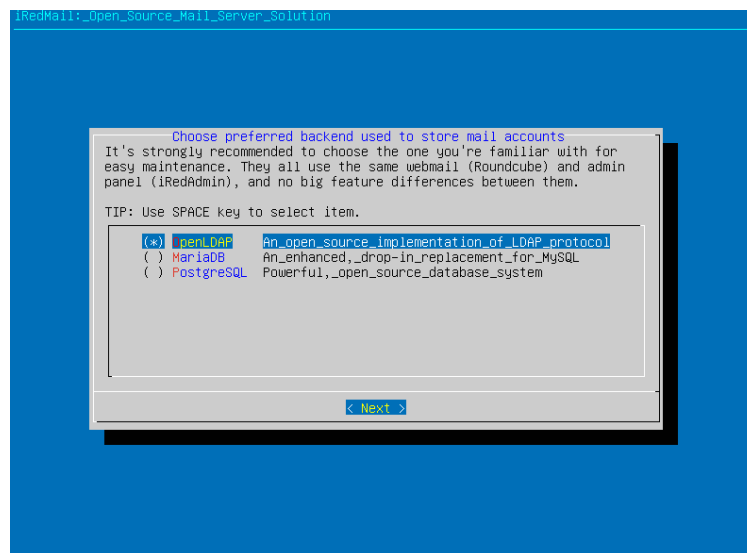 iRedMail:_Open_Source_Mail_Server_Solution
Choose preferred backend used to store mail accounts
It's strongly recommended to choose the one you're familiar with for
easy maintenance. They all use the same webmail (Roundcube) and admin
panel (iRedAdmin), and no big feature differences between them.
TIP: Use SPACE key to select item.
(*) OpenLDAP An_open_source_implementation_of_LDAP_protocol
( ) MariaDB An_enhanced,_drop-in_replacement_for_MySQL
( ) PostgreSQL Powerful,_open_source_database_system
< Next >